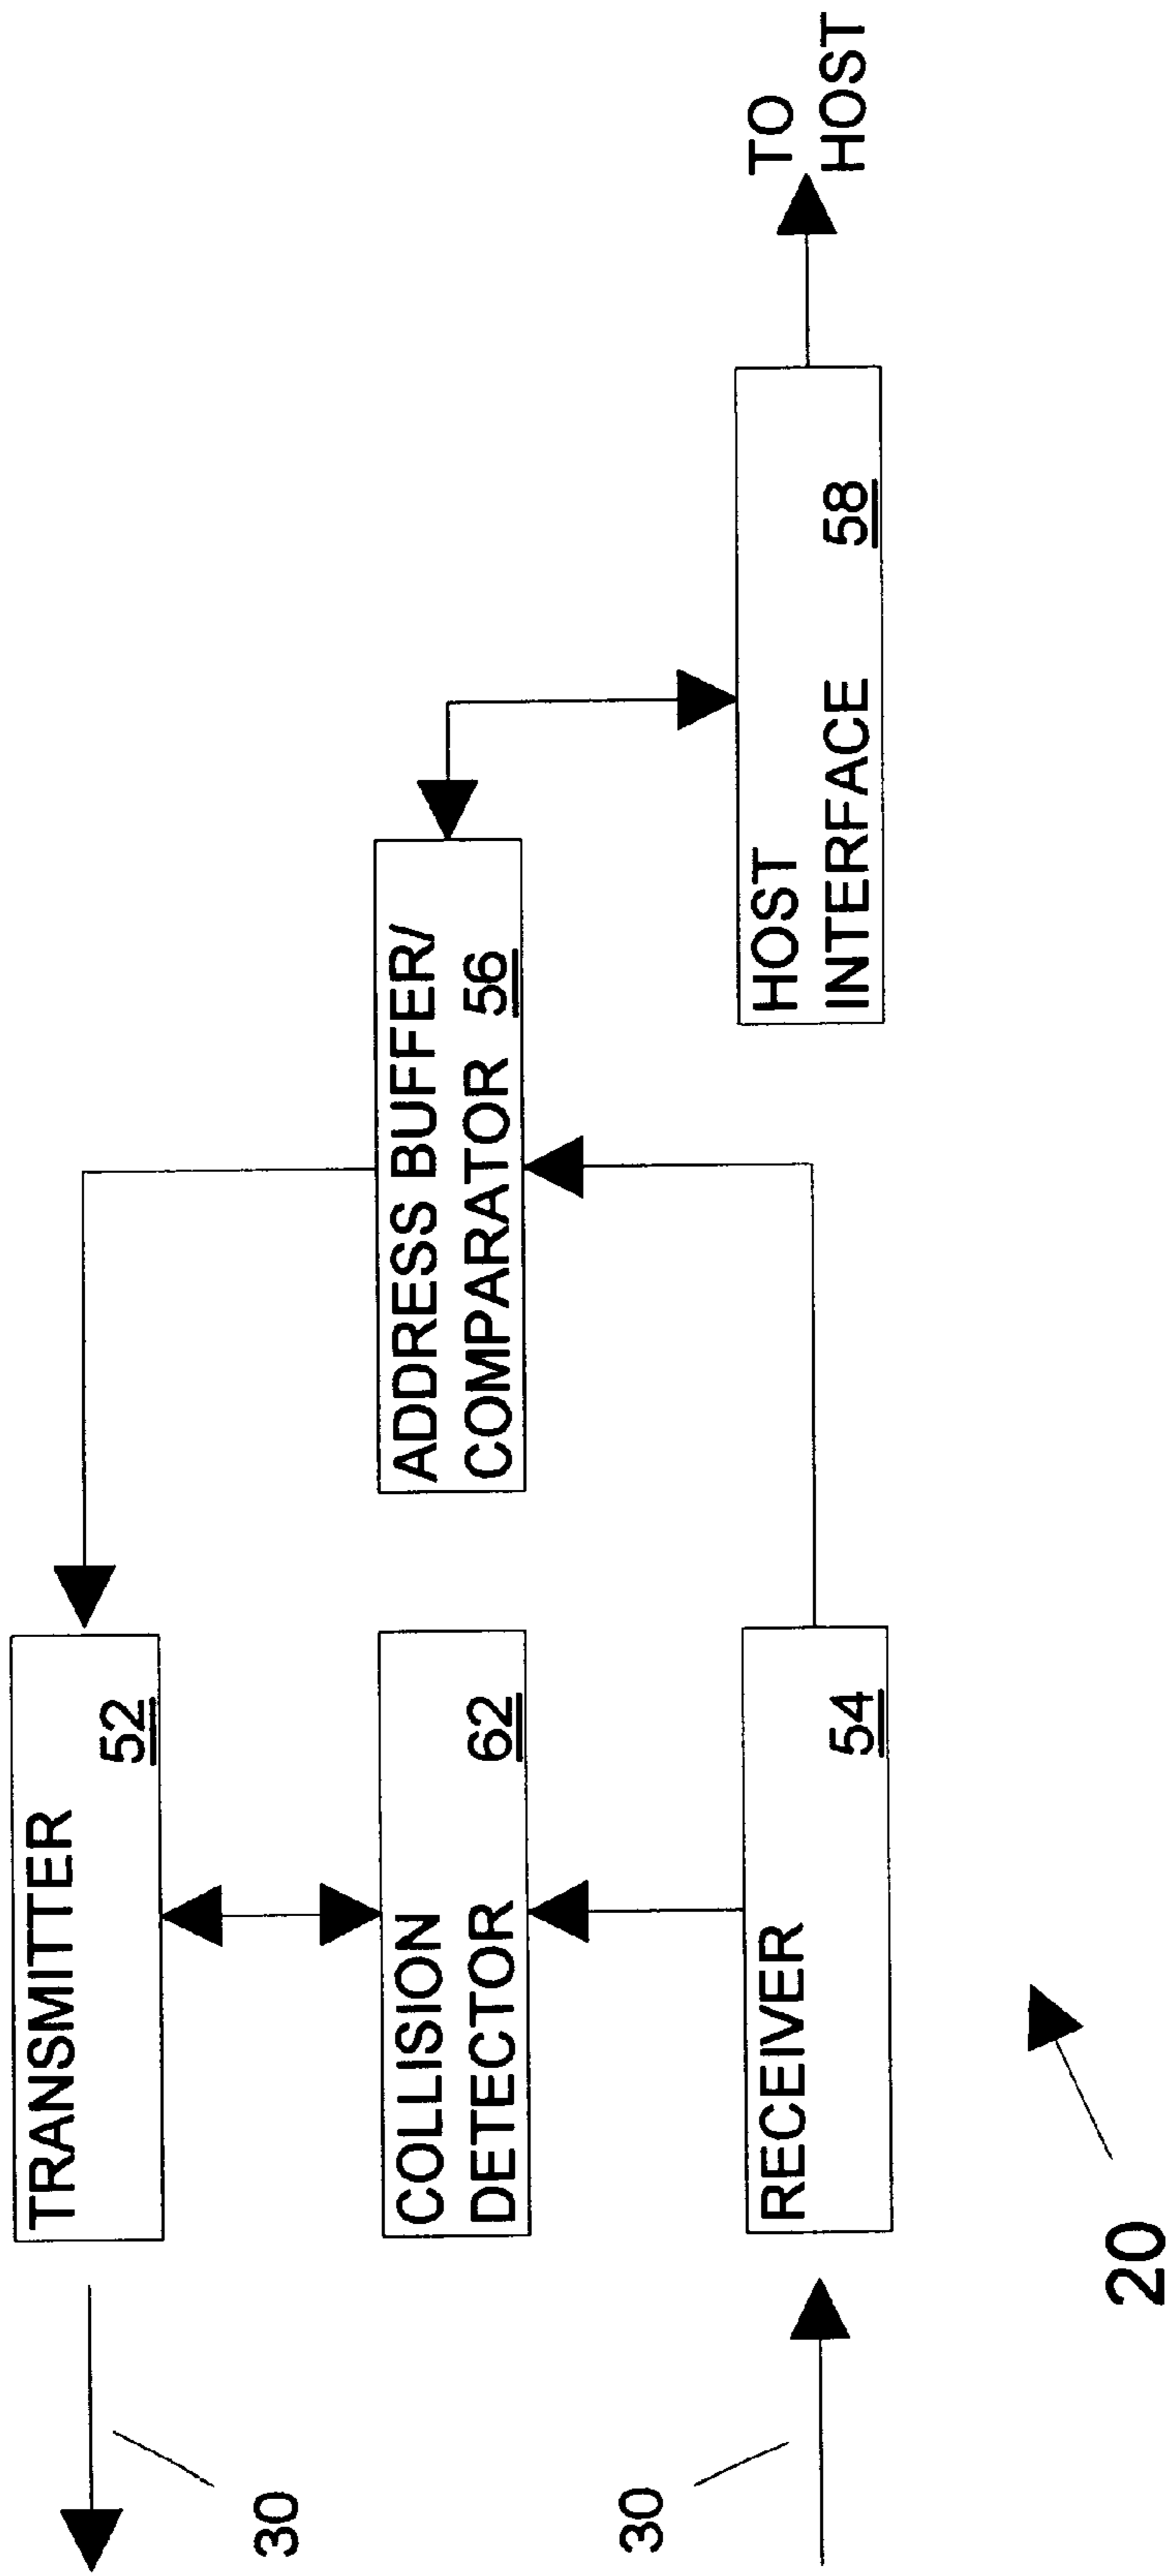 TRANSMITTER
52
30
COLLISION
DETECTOR 62
ADDRESS BUFFER/
COMPARATOR 56
30
RECEIVER
54
HOST
INTERFACE 58
TO
HOST
20